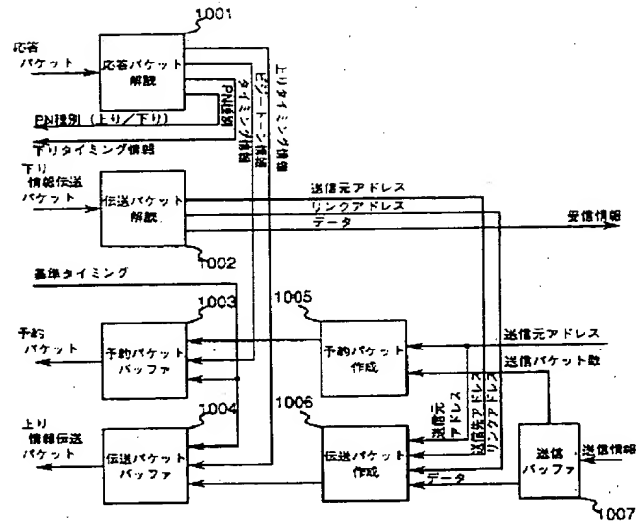 1001
応答
パケット
応答パケット
解読
PN種別（上り／下り）
下りタイミング情報
PN種別
タイミング情報
ビジートーン情報
上りタイミング情報
下り
情報伝送
パケット
伝送パケット
解読
送信元アドレス
リンクアドレス
データ
受信情報
1002
基準タイミング
1003
1005
予約
パケット
予約パケット
バッファ
予約パケット
作成
送信元アドレス
送信パケット数
1004
1006
上り
情報伝送
パケット
伝送パケット
バッファ
伝送パケット
作成
送信元
アドレス
送信先アドレス
リンクアドレス
データ
送信
バッファ
送信情報
1007